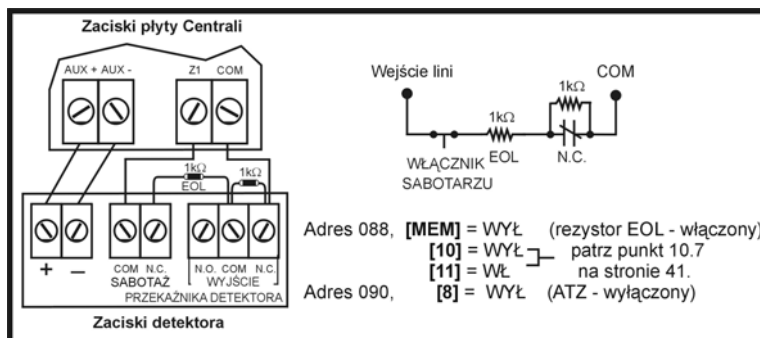 Zaciski płyty Centrali
AUX + AUX -
Z1 COM
1kΩ
EOL
1kΩ
+ –
COM N.C.
SABOTAŻ
N.O. COM N.C.
WYJŚCIE
PRZEKAŹNIKA DETEKTORA
Zaciski detektora
Wejście lini
COM
1kΩ
1kΩ
EOL
N.C.
WŁĄCZNIK
SABOTARZU
Adres 088, [MEM] = WYŁ (rezystor EOL - włączony)
[10] = WYŁ patrz punkt 10.7
[11] = WŁ na stronie 41.
Adres 090, [8] = WYŁ (ATZ - wyłączony)